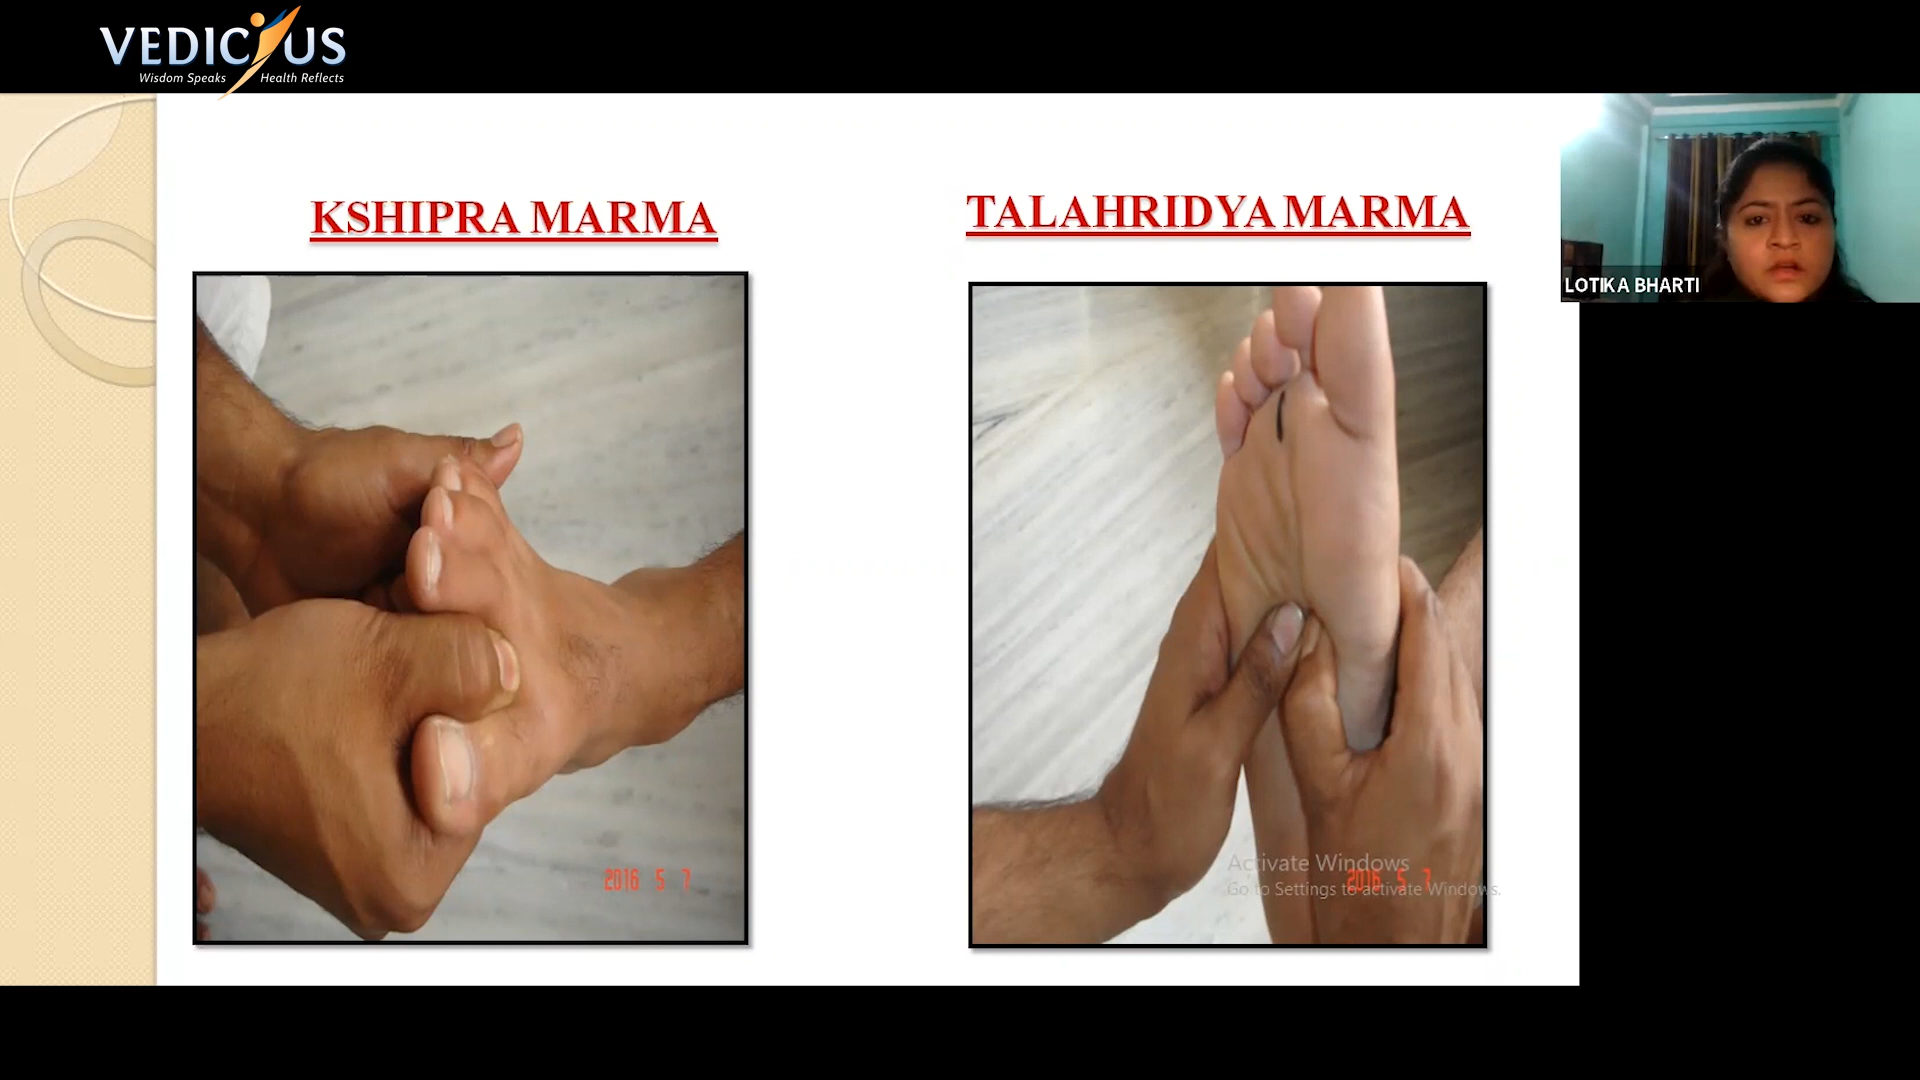 VEDICIUS
Wisdom Speaks Health Reflects
KSHIPRA MARMA
TALAHRIDYA MARMA
LOTIKA BHARTI
2016 5 7
2016 5 7
Activate Windows
Go to Settings to activate Windows.